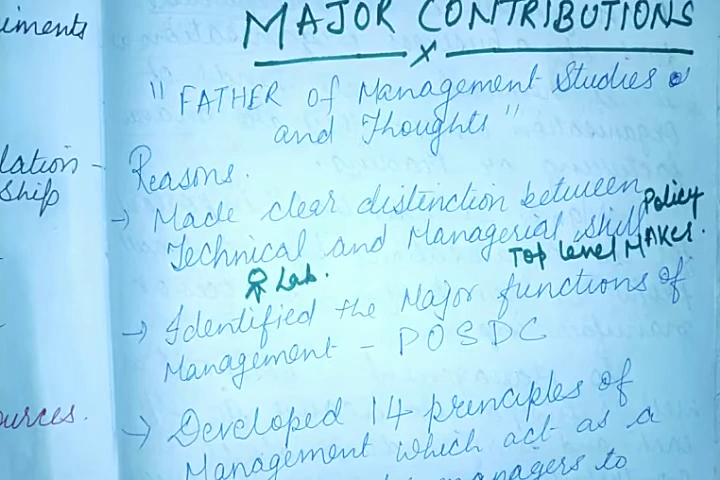 iments
MAJOR CONTRIBUTIONS
x
"FATHER of Management Studies
and Thoughts"
lation -
ship
Reasons.
→ Made clear distinction between
Technical and Managerial skill
Policy
Top level MAKer.
Lab.
→ Identified the Major functions of
Management - POSDC
ources.
→ Developed 14 principles of
Management which act as a
managers to